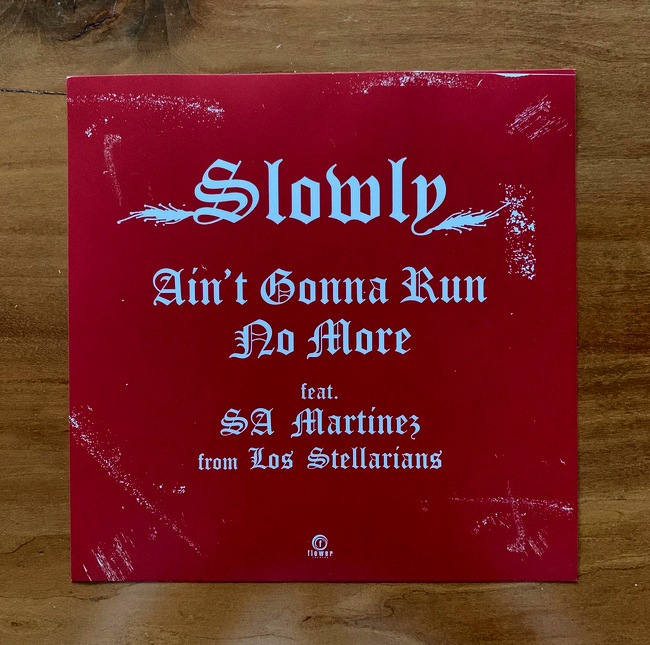 Slowly
Ain't Gonna Run
No More
feat.
SA Martinez
from Los Stellarians
flower